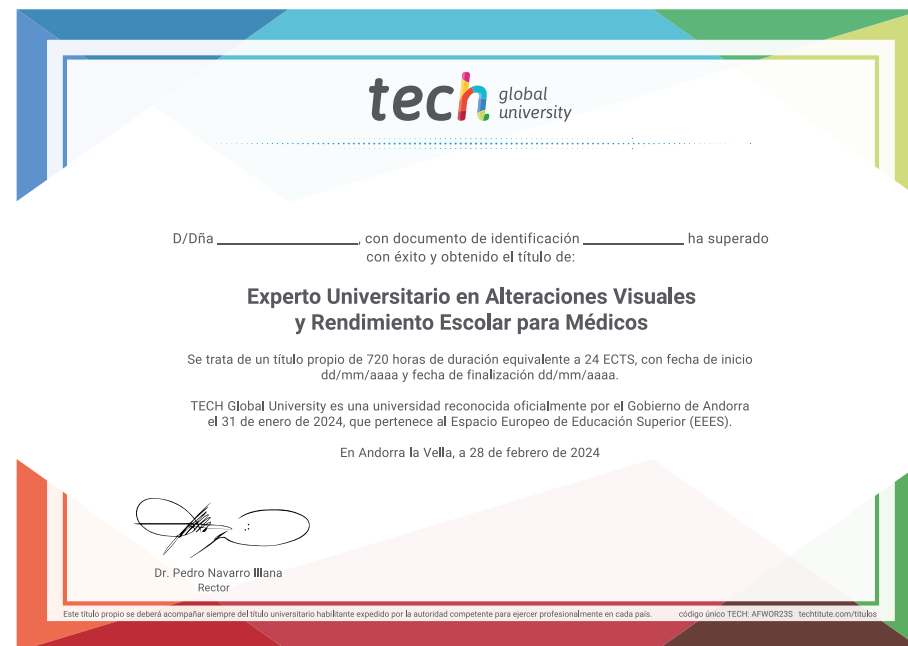 tech global university
D/Dña ________________, con documento de identificación ____________ ha superado
con éxito y obtenido el título de:
Experto Universitario en Alteraciones Visuales
y Rendimiento Escolar para Médicos
Se trata de un título propio de 720 horas de duración equivalente a 24 ECTS, con fecha de inicio
dd/mm/aaaa y fecha de finalización dd/mm/aaaa.
TECH Global University es una universidad reconocida oficialmente por el Gobierno de Andorra
el 31 de enero de 2024, que pertenece al Espacio Europeo de Educación Superior (EEES).
En Andorra la Vella, a 28 de febrero de 2024
Dr. Pedro Navarro Illana
Rector
Este título propio se deberá acompañar siempre del título universitario habilitante expedido por la autoridad competente para ejercer profesionalmente en cada país. código único TECH: AFWOR23S techtitute.com/titulos